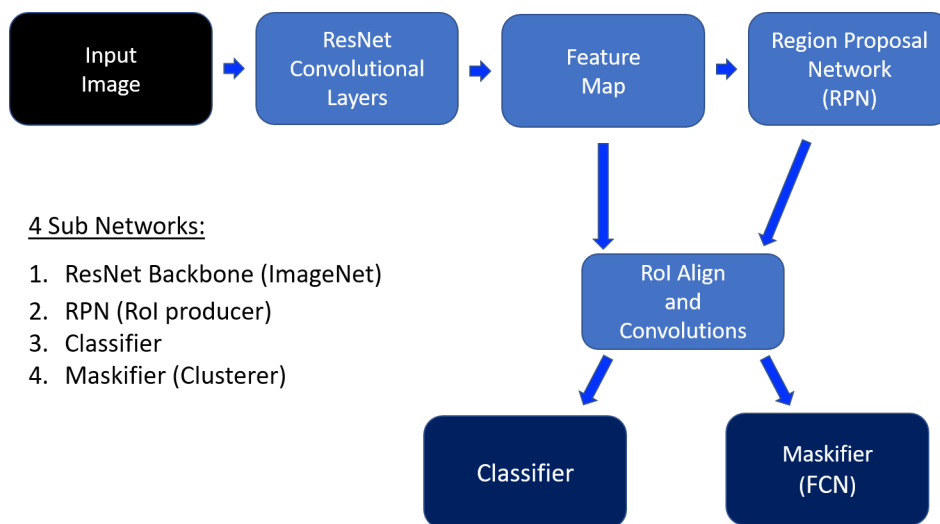 Input
Image
ResNet
Convolutional
Layers
Feature
Map
Region Proposal
Network
(RPN)
4 Sub Networks:
1. ResNet Backbone (ImageNet)
2. RPN (RoI producer)
3. Classifier
4. Maskifier (Clusterer)
RoI Align
and
Convolutions
Classifier
Maskifier
(FCN)